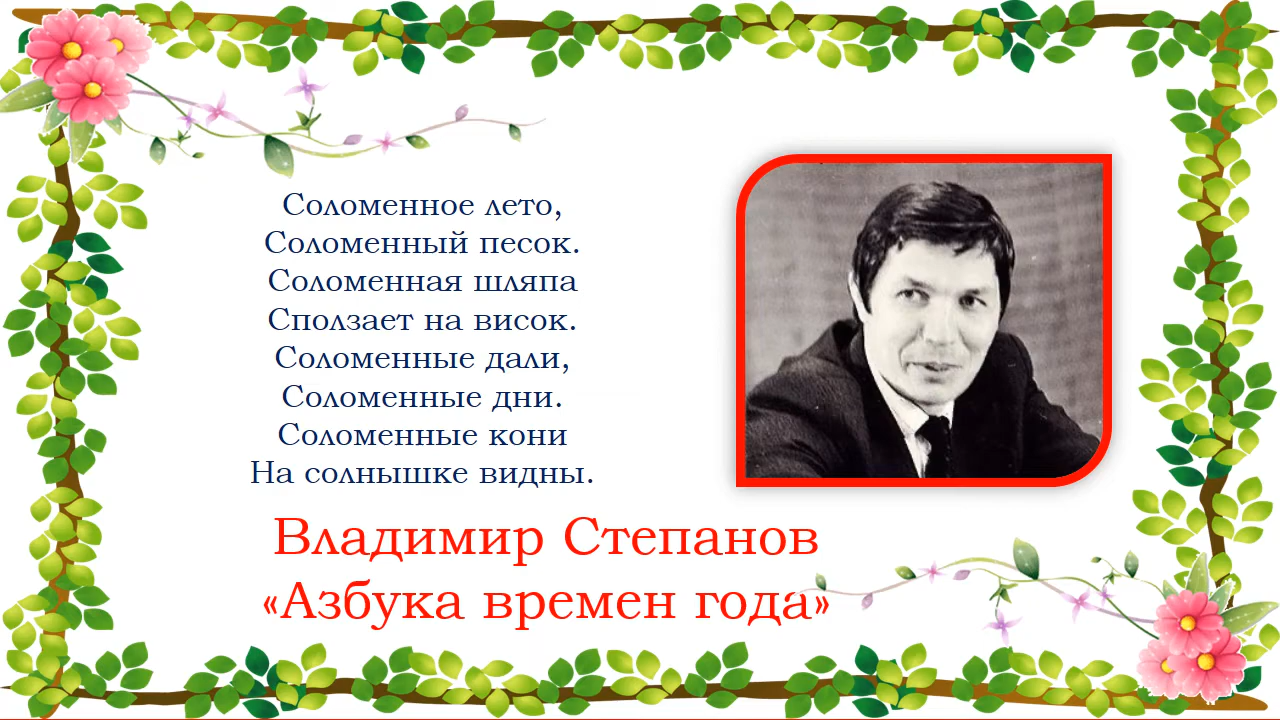 Соломенное лето,
Соломенный песок.
Соломенная шляпа
Сползает на висок.
Соломенные дали,
Соломенные дни.
Соломенные кони
На солнышке видны.
Владимир Степанов
«Азбука времен года»